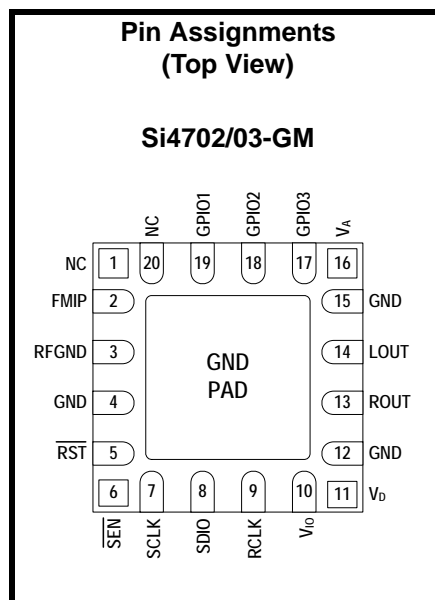 Pin Assignments
(Top View)
Si4702/03-GM
NC
GPIO1
GPIO2
GPIO3
VA
NC 1 20 19 18 17 16
FMIP 2 15 GND
RFGND 3 14 LOUT
GND
PAD
GND 4 13 ROUT
RST 5 12 GND
6 7 8 9 10 11 VD
SEN
SCLK
SDIO
RCLK
VIO